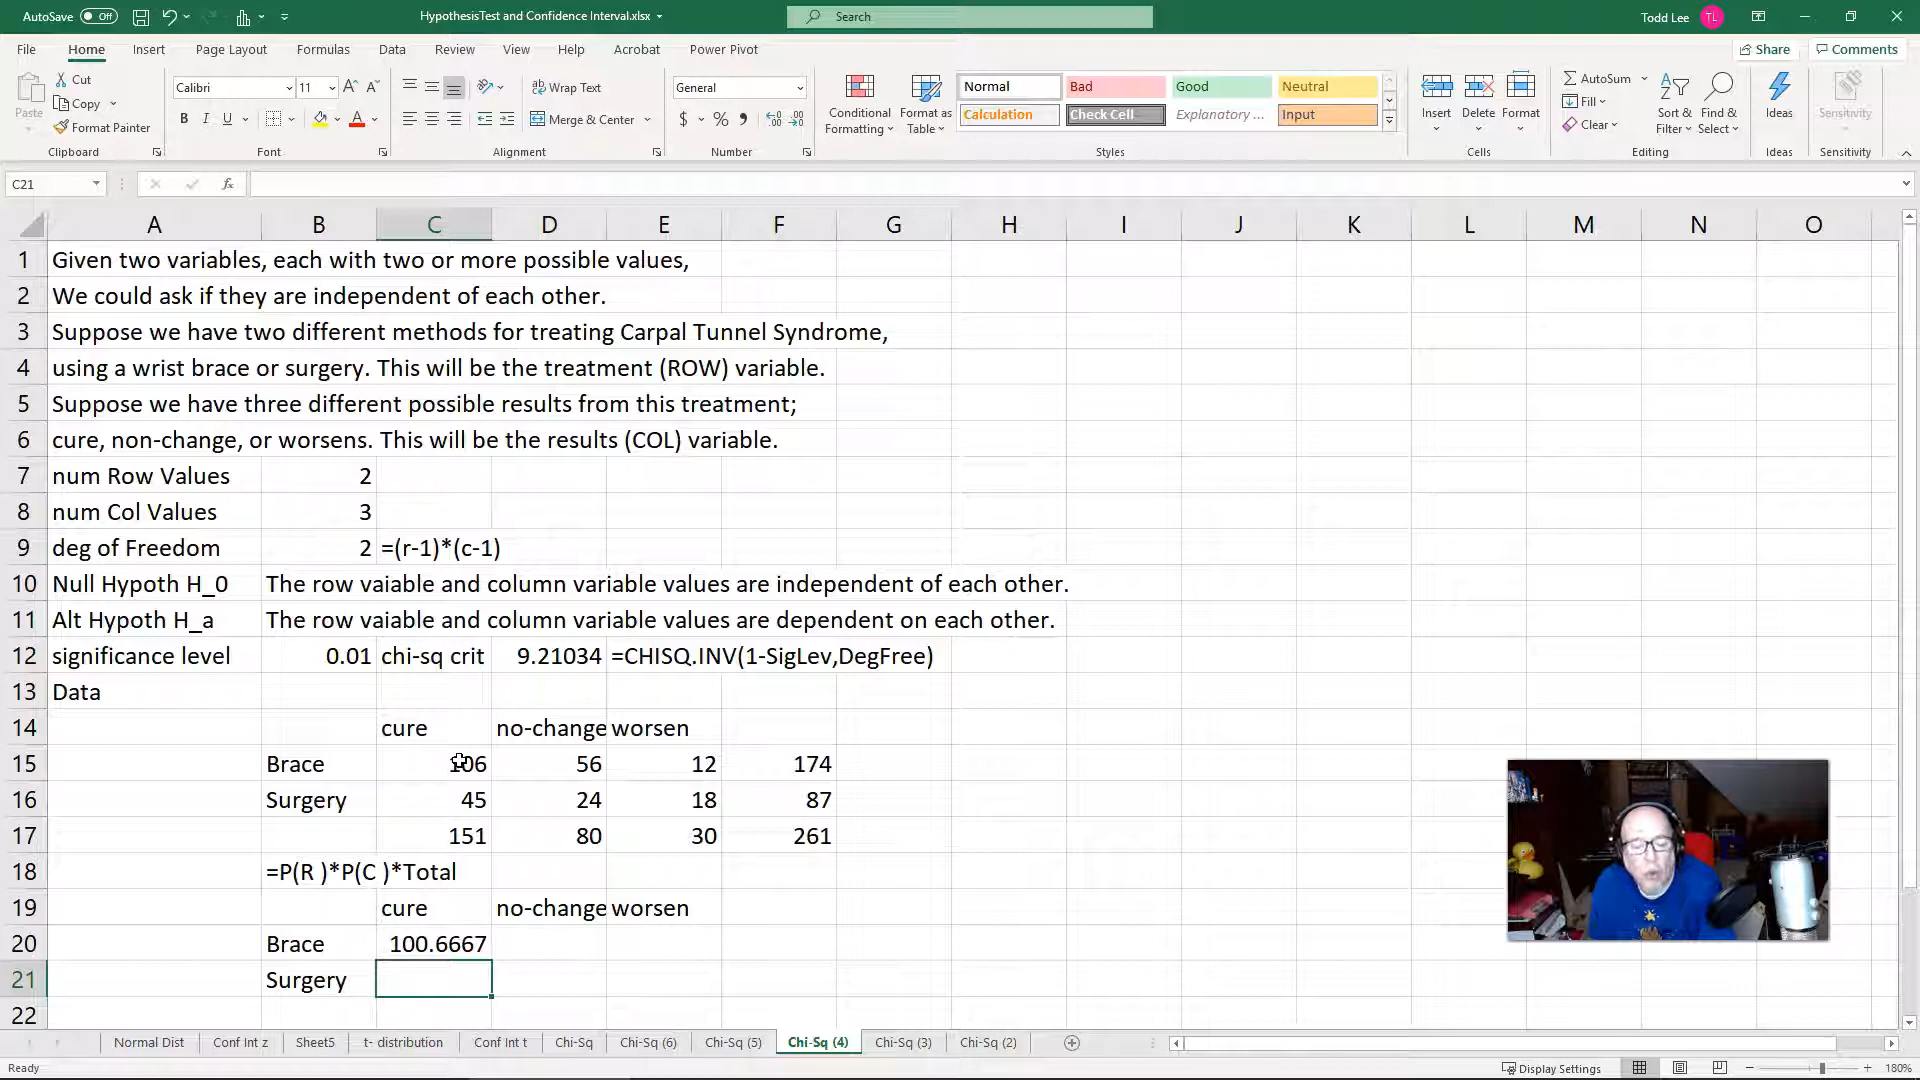 AutoSave Off HypothesisTest and Confidence Interval.xlsx Search Todd Lee TL
File Home Insert Page Layout Formulas Data Review View Help Acrobat Power Pivot Share Comments
Paste Cut Copy Format Painter Clipboard
Calibri 11 A A B I U A Font
Wrap Text Merge & Center Alignment
General $ % Number
Conditional Formatting Format as Table
Normal Bad Good Neutral
Calculation Check Cell Explanatory ... Input
Styles
Insert Delete Format Cells
AutoSum Fill Clear Sort & Filter Find & Select Editing
Ideas Ideas
Sensitivity Sensitivity
C21 fx
A B C D E F G H I J K L M N O
1 Given two variables, each with two or more possible values,
2 We could ask if they are independent of each other.
3 Suppose we have two different methods for treating Carpal Tunnel Syndrome,
4 using a wrist brace or surgery. This will be the treatment (ROW) variable.
5 Suppose we have three different possible results from this treatment;
6 cure, non-change, or worsens. This will be the results (COL) variable.
7 num Row Values 2
8 num Col Values 3
9 deg of Freedom 2 =(r-1)*(c-1)
10 Null Hypoth H_0 The row vaiable and column variable values are independent of each other.
11 Alt Hypoth H_a The row vaiable and column variable values are dependent on each other.
12 significance level 0.01 chi-sq crit 9.21034 =CHISQ.INV(1-SigLev,DegFree)
13 Data
14 cure no-change worsen
15 Brace 106 56 12 174
16 Surgery 45 24 18 87
17 151 80 30 261
18 =P(R )*P(C )*Total
19 cure no-change worsen
20 Brace 100.6667
21 Surgery
22
Normal Dist Conf Int z Sheet5 t- distribution Conf Int t Chi-Sq Chi-Sq (6) Chi-Sq (5) Chi-Sq (4) Chi-Sq (3) Chi-Sq (2)
Ready Display Settings 180%